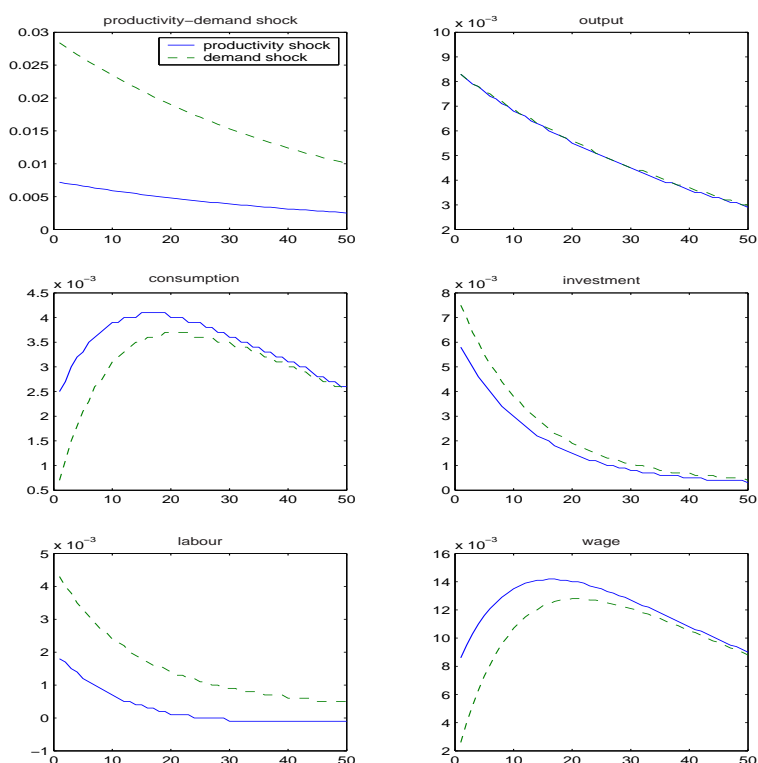 productivity−demand shock
0.03
0.025
0.02
0.015
0.01
0.005
0
0 10 20 30 40 50
productivity shock
demand shock
output
x 10−3
10
9
8
7
6
5
4
3
2
0 10 20 30 40 50
consumption
x 10−3
4.5
4
3.5
3
2.5
2
1.5
1
0.5
0 10 20 30 40 50
investment
x 10−3
8
7
6
5
4
3
2
1
0
0 10 20 30 40 50
labour
x 10−3
5
4
3
2
1
0
−1
0 10 20 30 40 50
wage
x 10−3
16
14
12
10
8
6
4
2
0 10 20 30 40 50